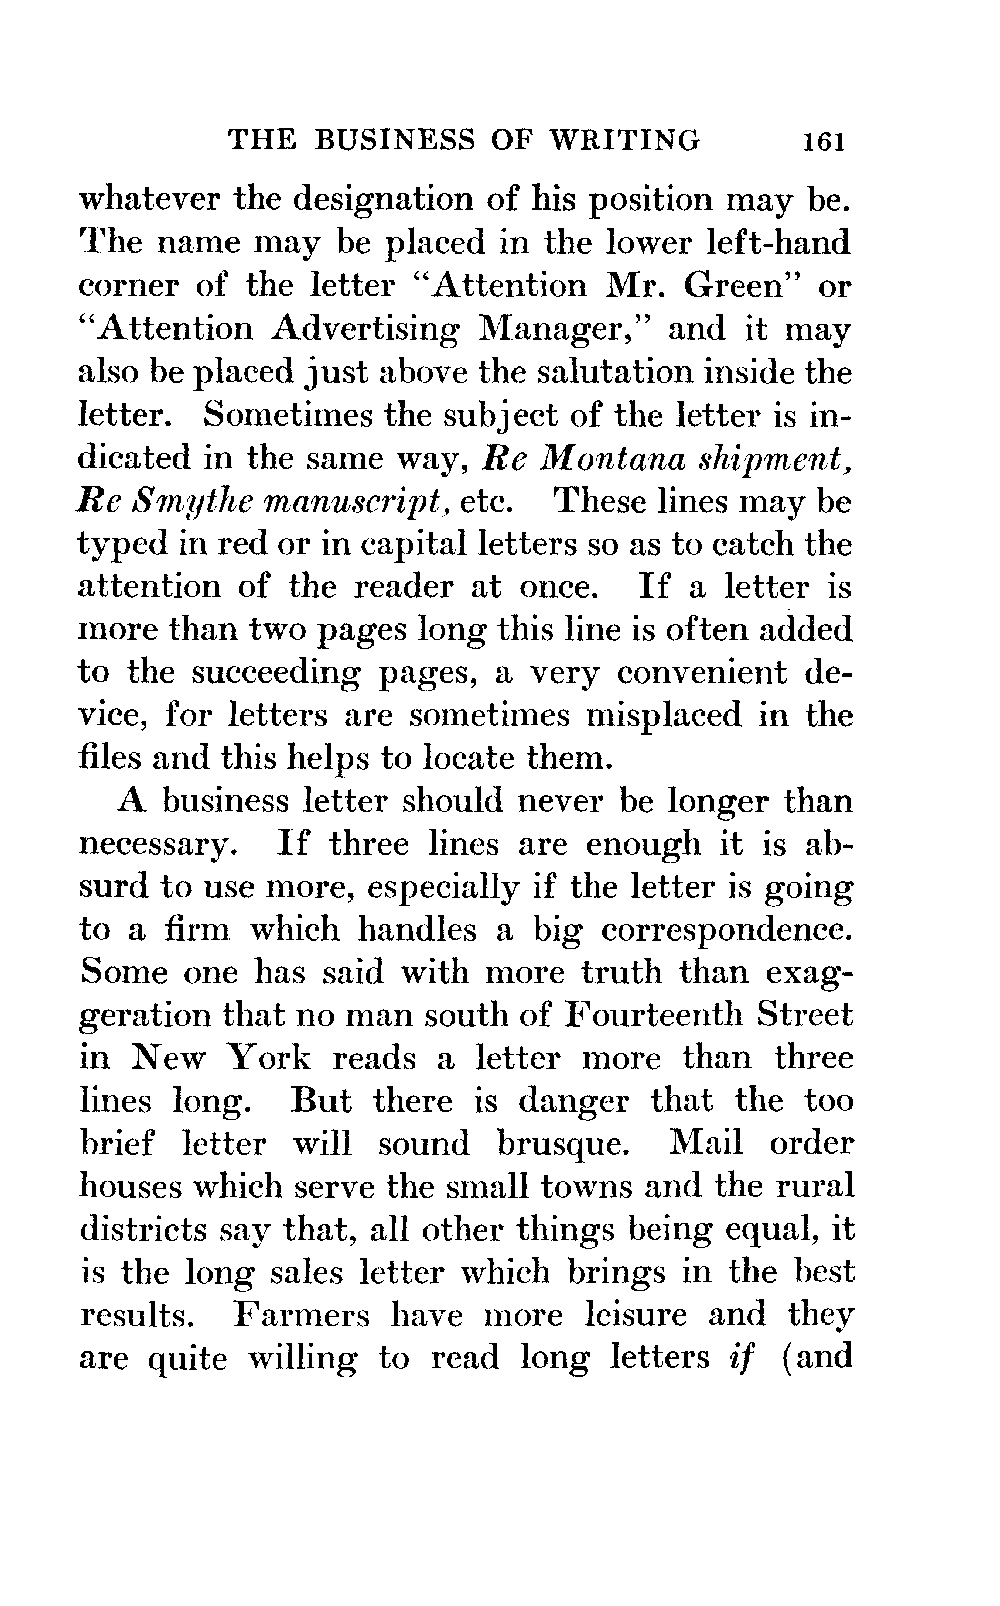 THE BUSINESS OF WRITING 161
whatever the designation of his position may be.
The name may be placed in the lower left-hand
corner of the letter “Attention Mr. Green” or
“Attention Advertising Manager,” and it may
also be placed just above the salutation inside the
letter. Sometimes the subject of the letter is in-
dicated in the same way, Re Montana shipment,
Re Smythe manuscript, etc. These lines may be
typed in red or in capital letters so as to catch the
attention of the reader at once. If a letter is
more than two pages long this line is often added
to the succeeding pages, a very convenient de-
vice, for letters are sometimes misplaced in the
files and this helps to locate them.
A business letter should never be longer than
necessary. If three lines are enough it is ab-
surd to use more, especially if the letter is going
to a firm which handles a big correspondence.
Some one has said with more truth than exag-
geration that no man south of Fourteenth Street
in New York reads a letter more than three
lines long. But there is danger that the too
brief letter will sound brusque. Mail order
houses which serve the small towns and the rural
districts say that, all other things being equal, it
is the long sales letter which brings in the best
results. Farmers have more leisure and they
are quite willing to read long letters if (and